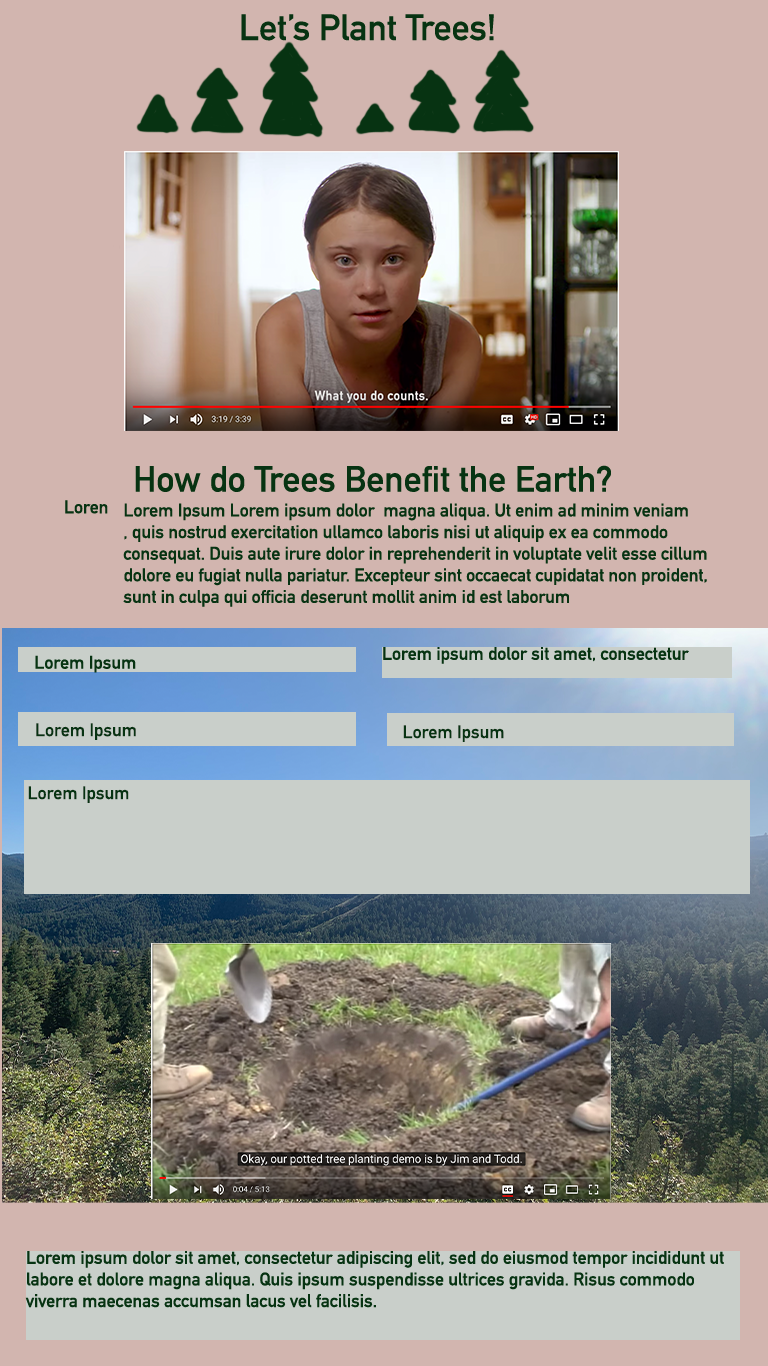 Let's Plant Trees!
What you do counts.
3:19 / 3:39
CC
HD
How do Trees Benefit the Earth?
Loren
Lorem Ipsum Lorem ipsum dolor magna aliqua. Ut enim ad minim veniam
, quis nostrud exercitation ullamco laboris nisi ut aliquip ex ea commodo
consequat. Duis aute irure dolor in reprehenderit in voluptate velit esse cillum
dolore eu fugiat nulla pariatur. Excepteur sint occaecat cupidatat non proident,
sunt in culpa qui officia deserunt mollit anim id est laborum
Lorem Ipsum
Lorem ipsum dolor sit amet, consectetur
Lorem Ipsum
Lorem Ipsum
Lorem Ipsum
Okay, our potted tree planting demo is by Jim and Todd.
0:04 / 5:13
CC
Lorem ipsum dolor sit amet, consectetur adipiscing elit, sed do eiusmod tempor incididunt ut
labore et dolore magna aliqua. Quis ipsum suspendisse ultrices gravida. Risus commodo
viverra maecenas accumsan lacus vel facilisis.